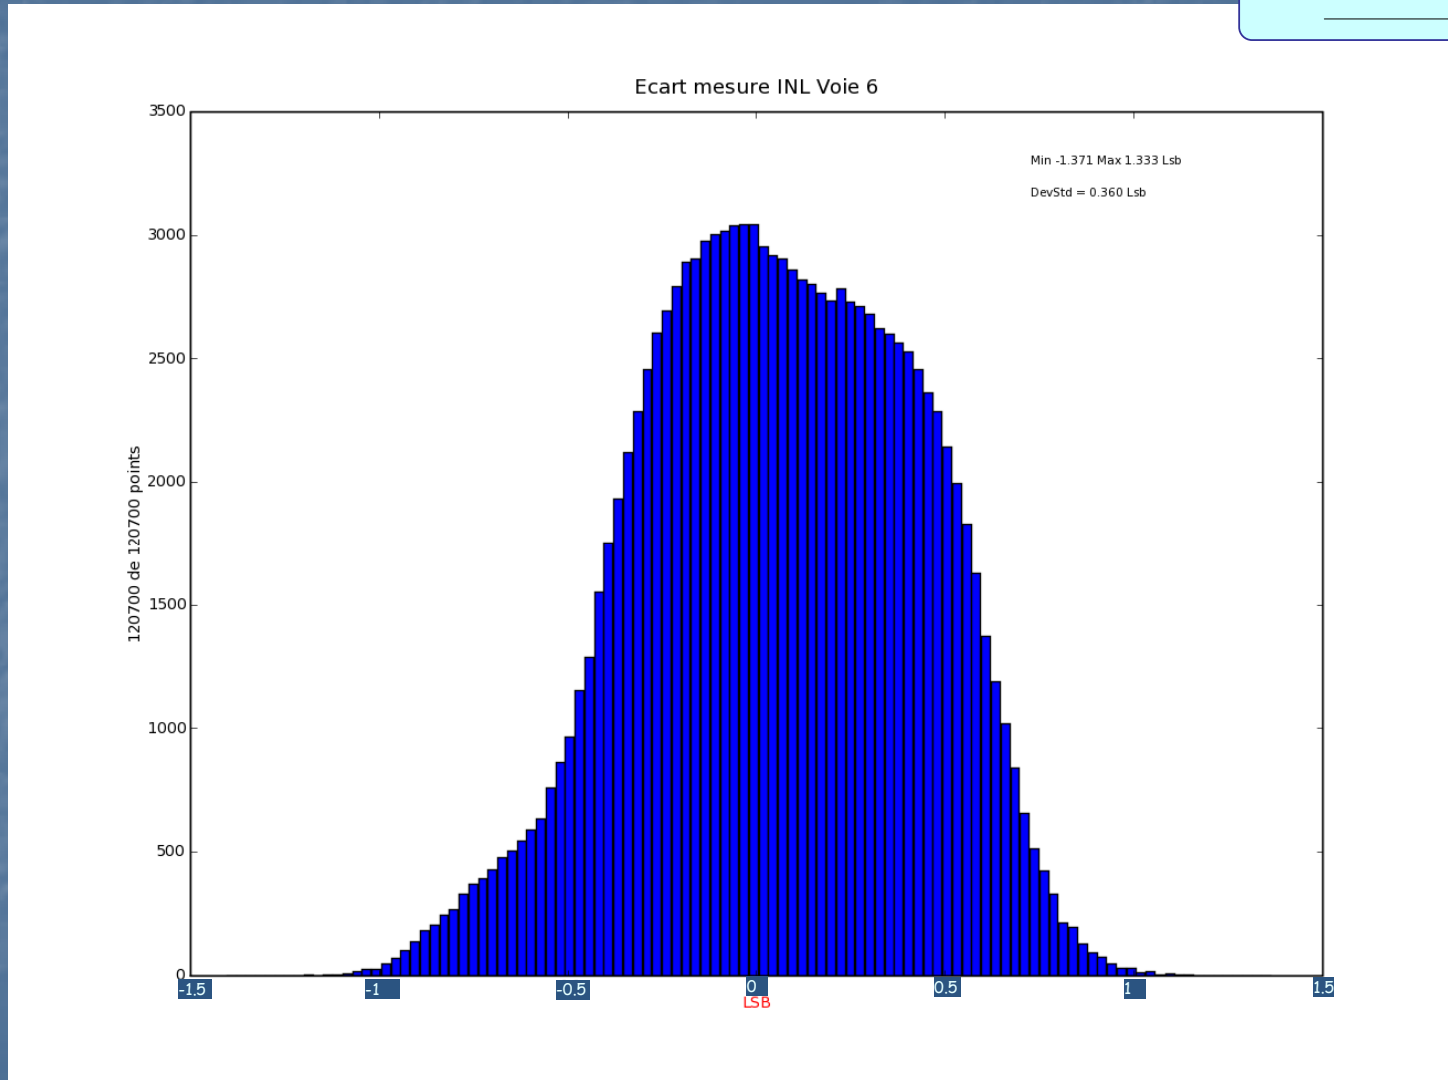 Ecart mesure INL Voie 6
3500
Min -1.371 Max 1.333 Lsb
DevStd = 0.360 Lsb
3000
2500
120700 de 120700 points
2000
1500
1000
500
0
-1.5 -1 -0.5 0 0.5 1 1.5
LSB